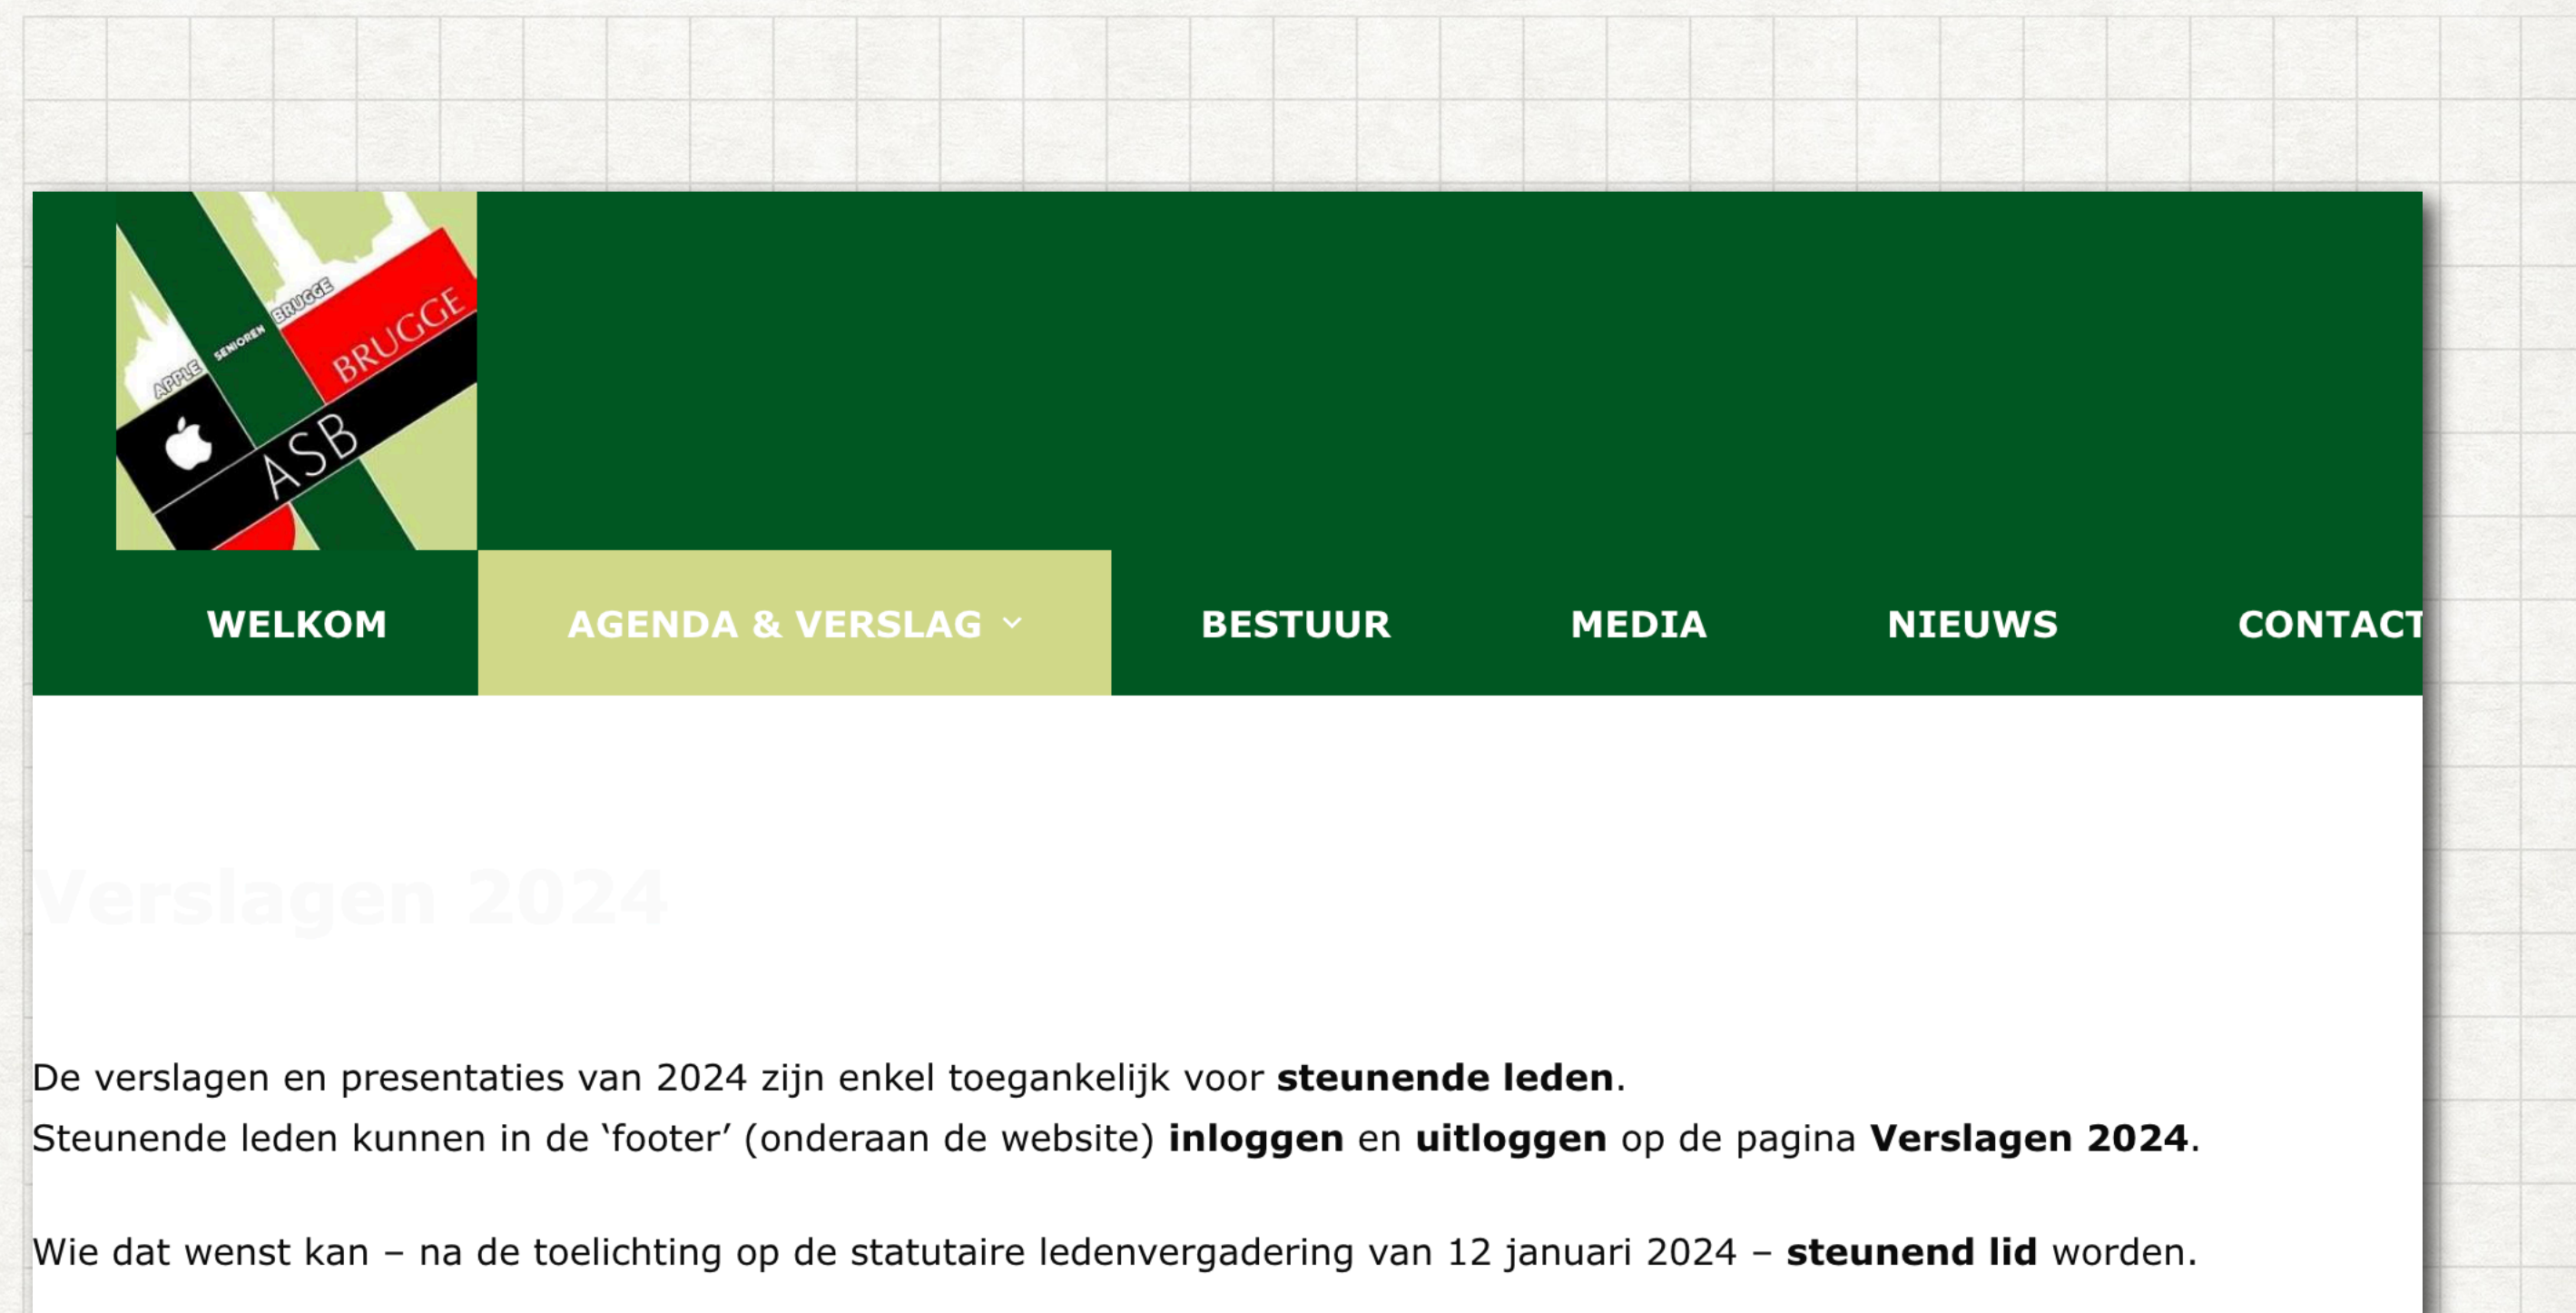 APPLE SENIOREN BRUGGE
BRUGGE
ASB
WELKOM AGENDA & VERSLAG BESTUUR MEDIA NIEUWS CONTACT
Verslagen 2024
De verslagen en presentaties van 2024 zijn enkel toegankelijk voor steunende leden.
Steunende leden kunnen in de ‘footer’ (onderaan de website) inloggen en uitloggen op de pagina Verslagen 2024.
Wie dat wenst kan – na de toelichting op de statutaire ledenvergadering van 12 januari 2024 – steunend lid worden.